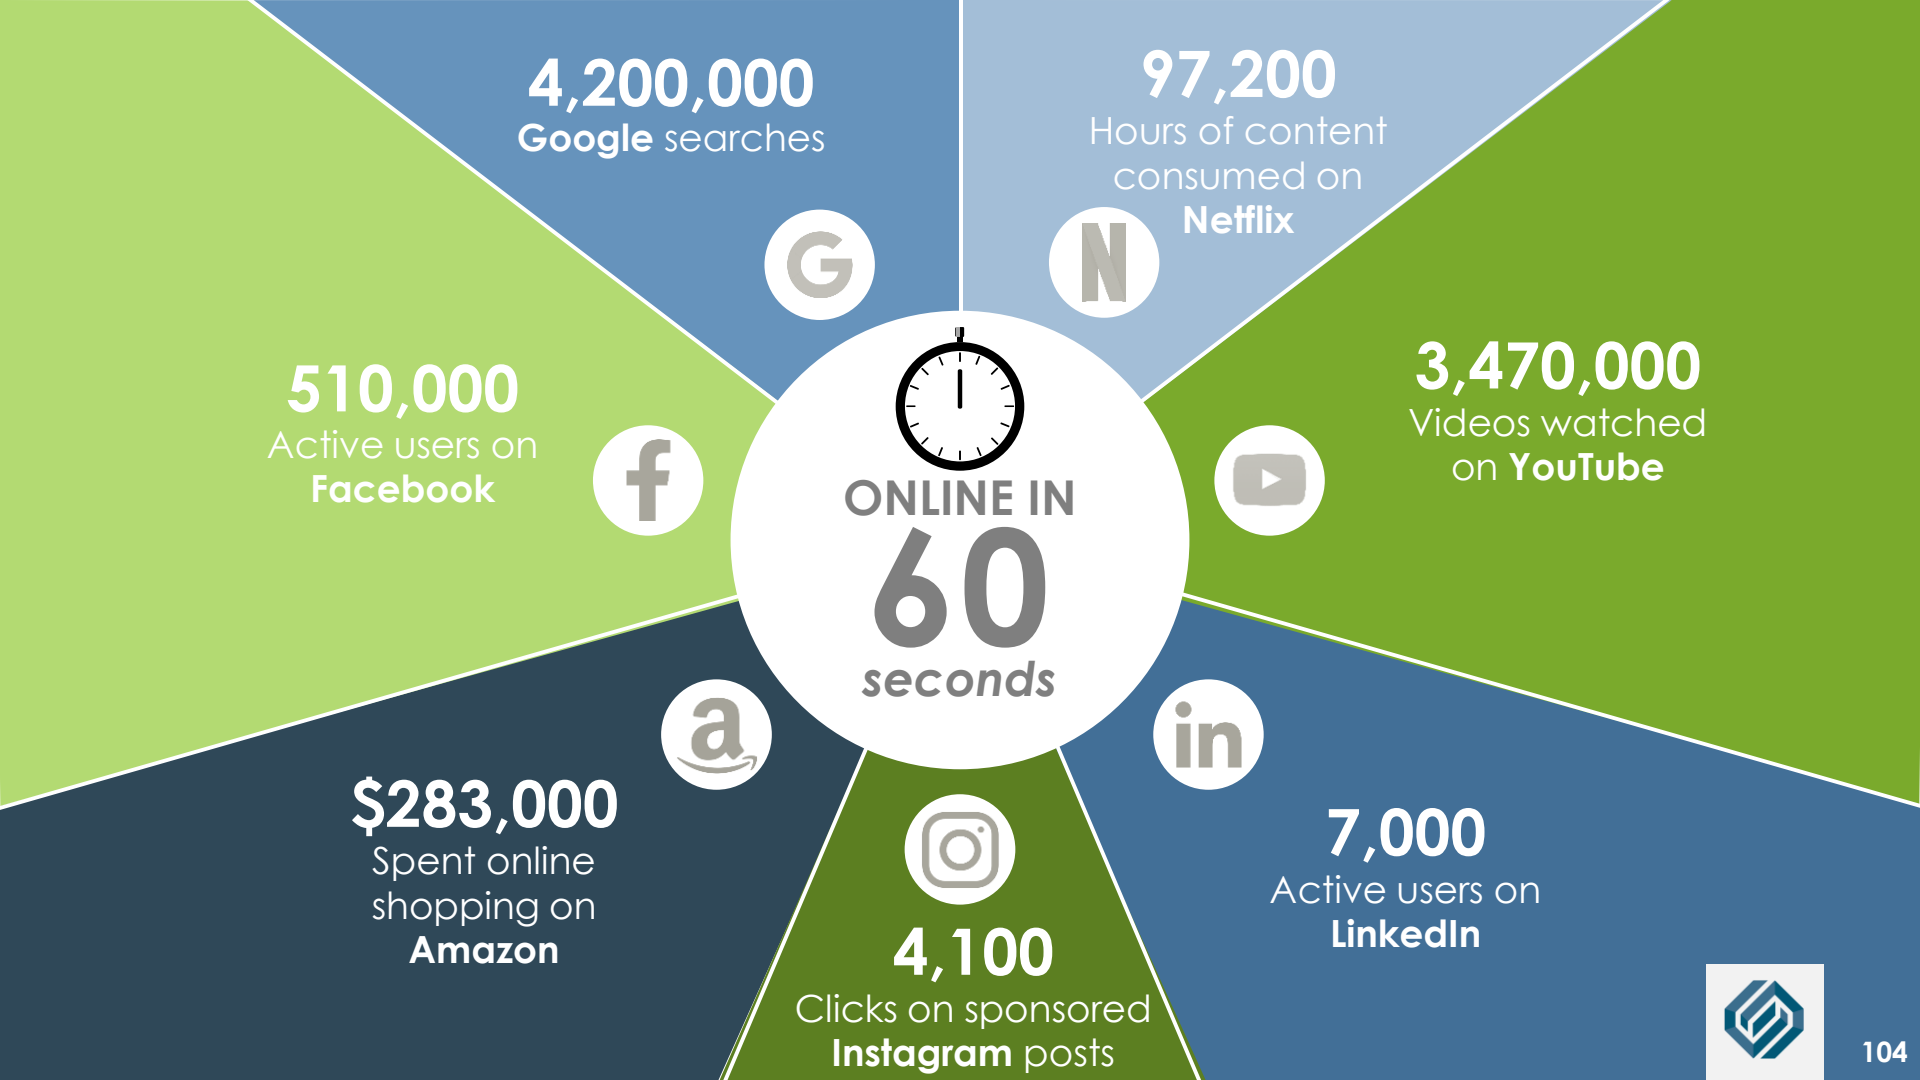 4,200,000
Google searches
97,200
Hours of content
consumed on
Netflix
510,000
Active users on
Facebook
3,470,000
Videos watched
on YouTube
ONLINE IN
60
seconds
$283,000
Spent online
shopping on
Amazon
4,100
Clicks on sponsored
Instagram posts
7,000
Active users on
LinkedIn
104